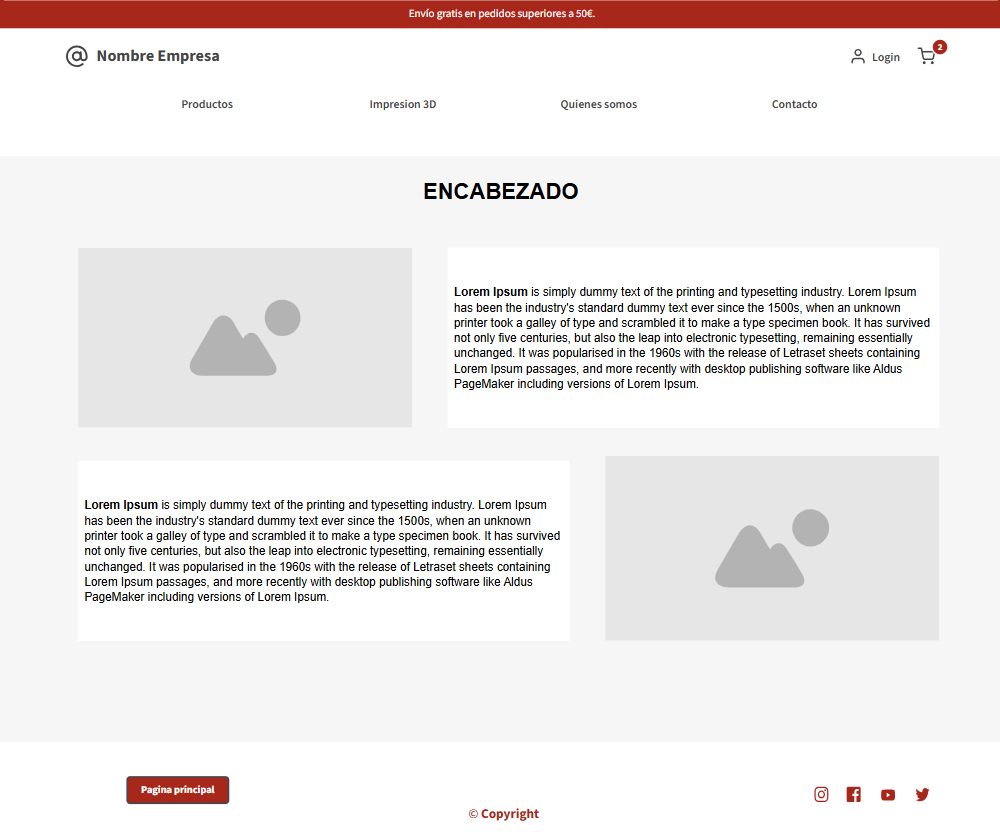 Envío gratis en pedidos superiores a 50€.
@ Nombre Empresa
Login
2
Productos
Impresion 3D
Quienes somos
Contacto
ENCABEZADO
Lorem Ipsum is simply dummy text of the printing and typesetting industry. Lorem Ipsum
has been the industry's standard dummy text ever since the 1500s, when an unknown
printer took a galley of type and scrambled it to make a type specimen book. It has survived
not only five centuries, but also the leap into electronic typesetting, remaining essentially
unchanged. It was popularised in the 1960s with the release of Letraset sheets containing
Lorem Ipsum passages, and more recently with desktop publishing software like Aldus
PageMaker including versions of Lorem Ipsum.
Lorem Ipsum is simply dummy text of the printing and typesetting industry. Lorem Ipsum
has been the industry's standard dummy text ever since the 1500s, when an unknown
printer took a galley of type and scrambled it to make a type specimen book. It has survived
not only five centuries, but also the leap into electronic typesetting, remaining essentially
unchanged. It was popularised in the 1960s with the release of Letraset sheets containing
Lorem Ipsum passages, and more recently with desktop publishing software like Aldus
PageMaker including versions of Lorem Ipsum.
Pagina principal
© Copyright